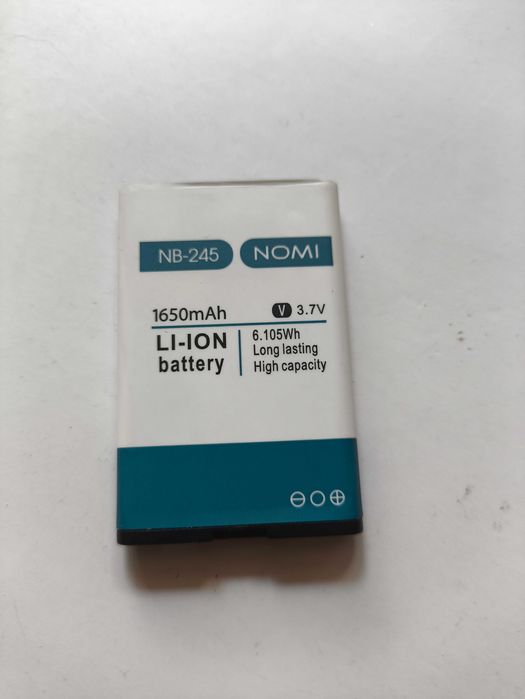 NB-245 NOMI
1650mAh V 3.7V
LI-ION
battery
6.105Wh
Long lasting
High capacity